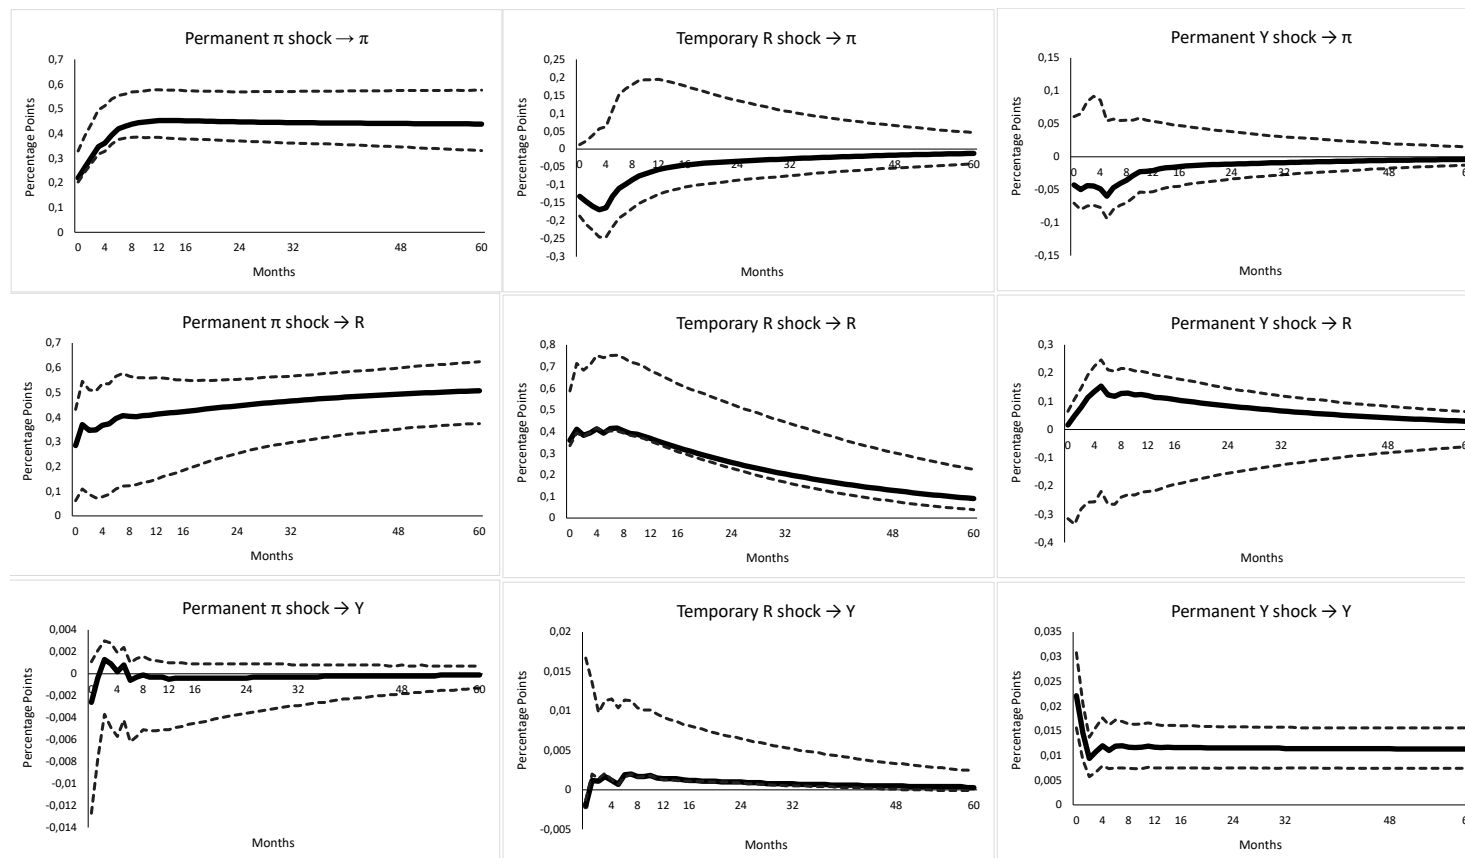 Permanent π shock → π
Percentage Points
0,7
0,6
0,5
0,4
0,3
0,2
0,1
0
0 4 8 12 16 24 32 48 60
Months
Temporary R shock → π
Percentage Points
0,25
0,2
0,15
0,1
0,05
0
-0,05
-0,1
-0,15
-0,2
-0,25
-0,3
0 4 8 12 16 24 32 48 60
Months
Permanent Y shock → π
Percentage Points
0,15
0,1
0,05
0
-0,05
-0,1
-0,15
0 4 8 12 16 24 32 48
Months
Permanent π shock → R
Percentage Points
0,7
0,6
0,5
0,4
0,3
0,2
0,1
0
0 4 8 12 16 24 32 48 60
Months
Temporary R shock → R
Percentage Points
0,8
0,7
0,6
0,5
0,4
0,3
0,2
0,1
0
0 4 8 12 16 24 32 48 60
Months
Permanent Y shock → R
Percentage Points
0,3
0,2
0,1
0
-0,1
-0,2
-0,3
-0,4
0 4 8 12 16 24 32 48
Months
Permanent π shock → Y
Percentage Points
0,004
0,002
0
-0,002
-0,004
-0,006
-0,008
-0,01
-0,012
-0,014
0 4 8 12 16 24 32 48 60
Months
Temporary R shock → Y
Percentage Points
0,02
0,015
0,01
0,005
0
-0,005
0 4 8 12 16 24 32 48 60
Months
Permanent Y shock → Y
Percentage Points
0,035
0,03
0,025
0,02
0,015
0,01
0,005
0
0 4 8 12 16 24 32 48
Months